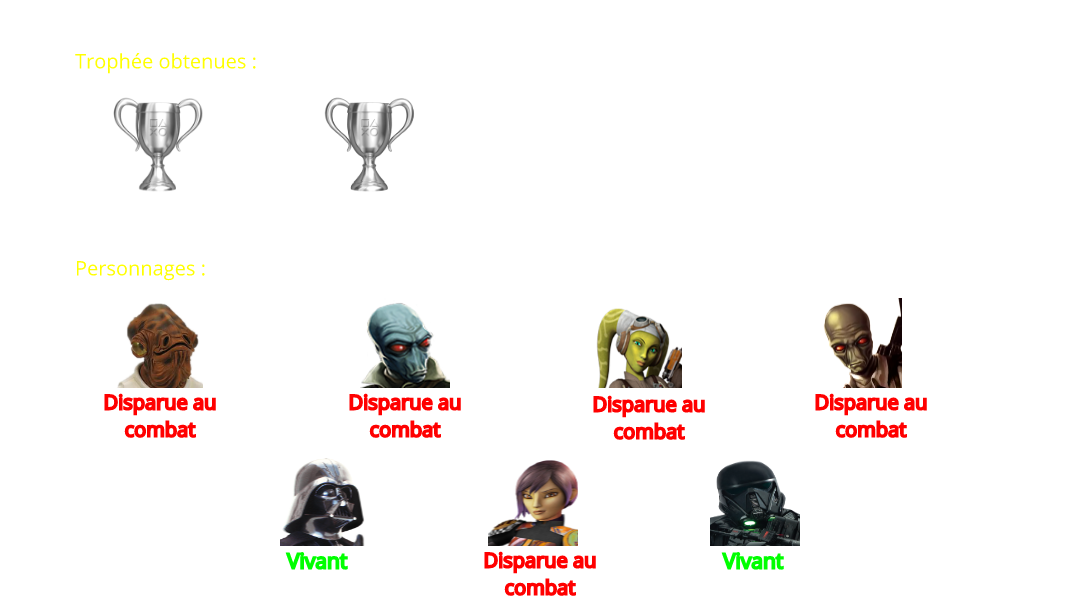 Trophée obtenues :
Personnages :
Disparue au
combat
Disparue au
combat
Disparue au
combat
Disparue au
combat
Vivant
Disparue au
combat
Vivant